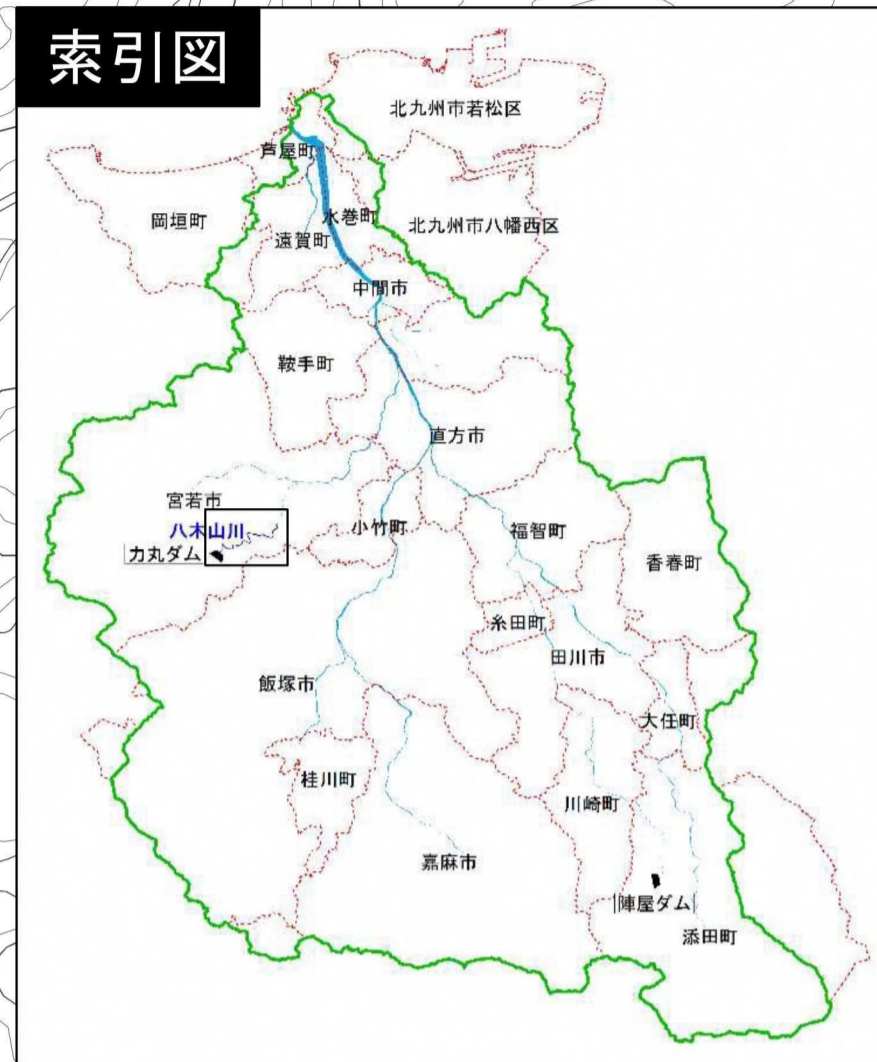 索引図
北九州市若松区
芦屋町
岡垣町
水巻町
北九州市八幡西区
遠賀町
中間市
鞍手町
直方市
宮若市
八木山川
小竹町
福智町
力丸ダム
香春町
糸田町
田川市
飯塚市
大任町
桂川町
川崎町
嘉麻市
陣屋ダム
添田町